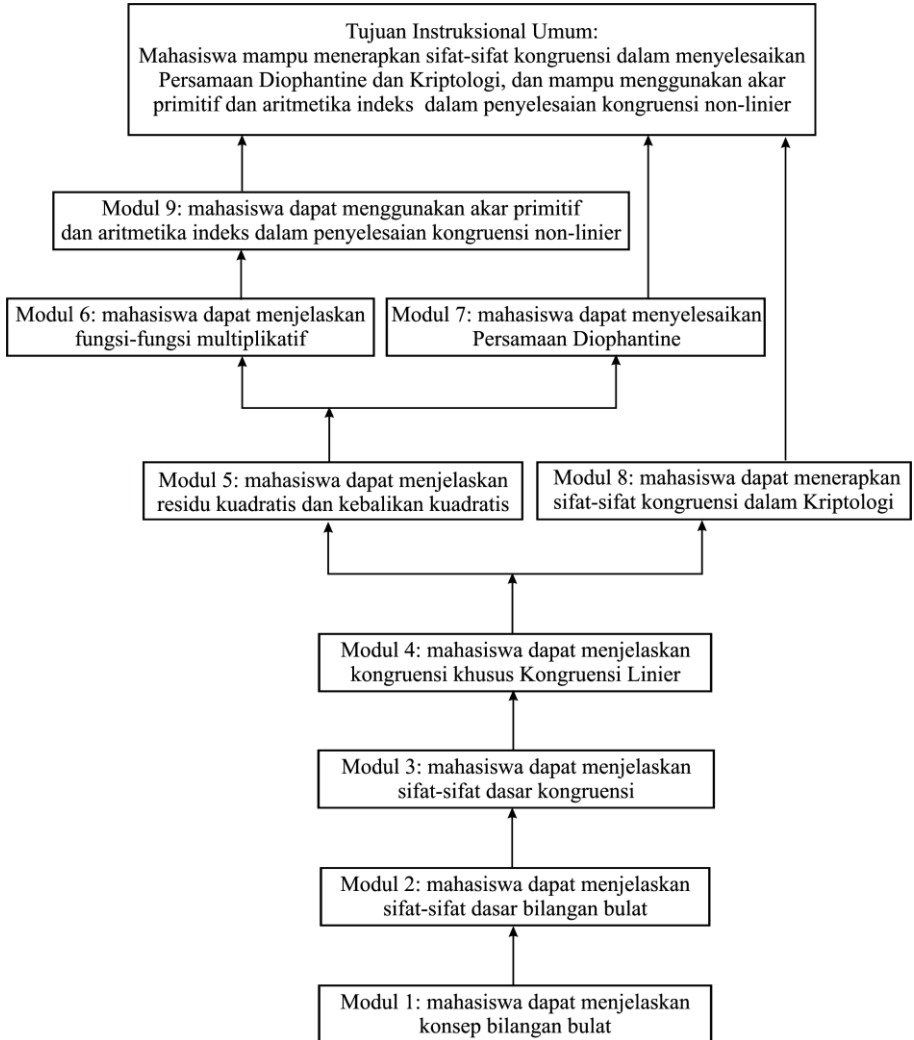 Tujuan Instruksional Umum:
Mahasiswa mampu menerapkan sifat-sifat kongruensi dalam menyelesaikan
Persamaan Diophantine dan Kriptologi, dan mampu menggunakan akar
primitif dan aritmetika indeks dalam penyelesaian kongruensi non-linier
Modul 9: mahasiswa dapat menggunakan akar primitif
dan aritmetika indeks dalam penyelesaian kongruensi non-linier
Modul 6: mahasiswa dapat menjelaskan
fungsi-fungsi multiplikatif
Modul 7: mahasiswa dapat menyelesaikan
Persamaan Diophantine
Modul 5: mahasiswa dapat menjelaskan
residu kuadratis dan kebalikan kuadratis
Modul 8: mahasiswa dapat menerapkan
sifat-sifat kongruensi dalam Kriptologi
Modul 4: mahasiswa dapat menjelaskan
kongruensi khusus Kongruensi Linier
Modul 3: mahasiswa dapat menjelaskan
sifat-sifat dasar kongruensi
Modul 2: mahasiswa dapat menjelaskan
sifat-sifat dasar bilangan bulat
Modul 1: mahasiswa dapat menjelaskan
konsep bilangan bulat